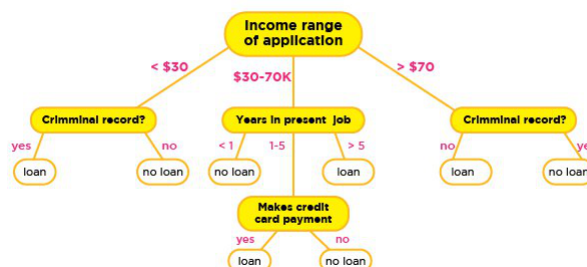 Income range
of application
< $30
$30-70K
> $70
Crimminal record?
Years in present job
Crimminal record?
yes
no
< 1
1-5
> 5
no
ye
loan
no loan
no loan
loan
loan
no loan
Makes credit
card payment
yes
no
loan
no loan